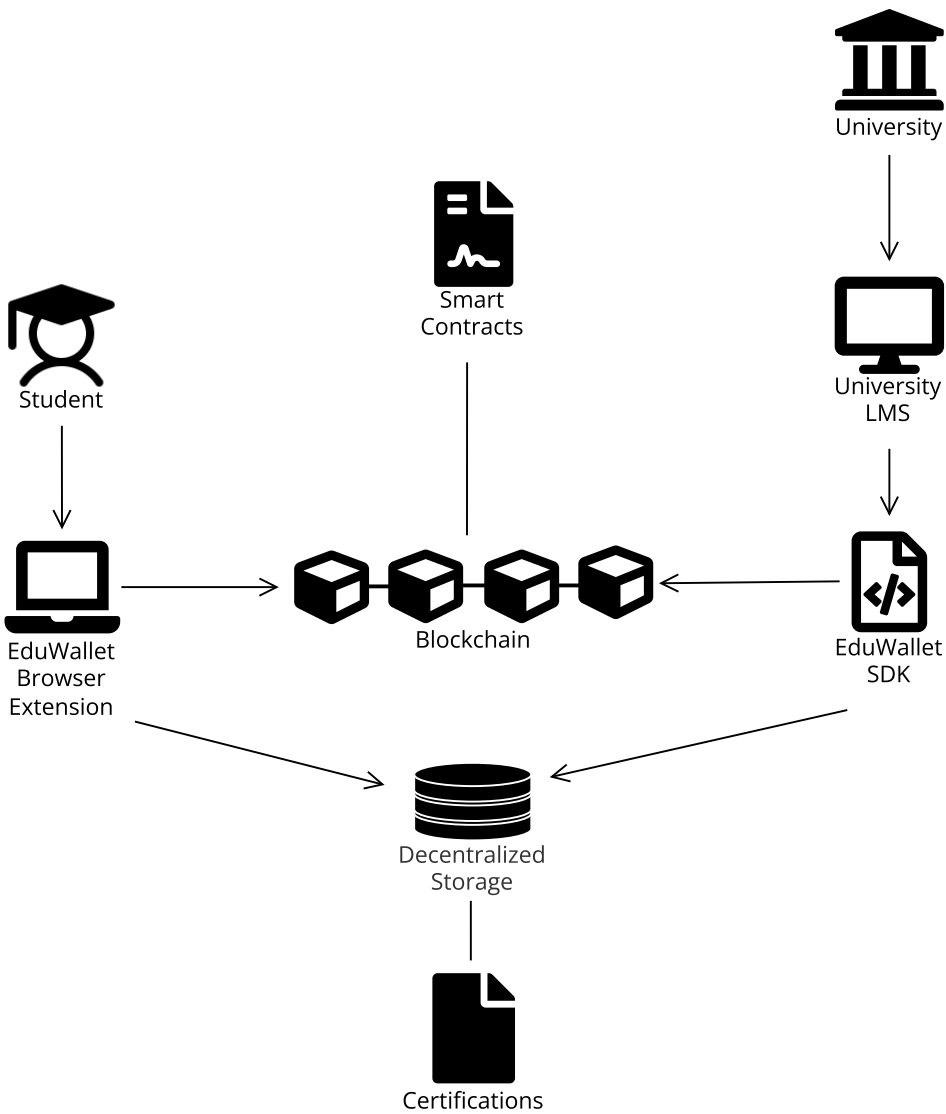 University
Smart
Contracts
Student
University
LMS
Blockchain
EduWallet
Browser
Extension
EduWallet
SDK
Decentralized
Storage
Certifications